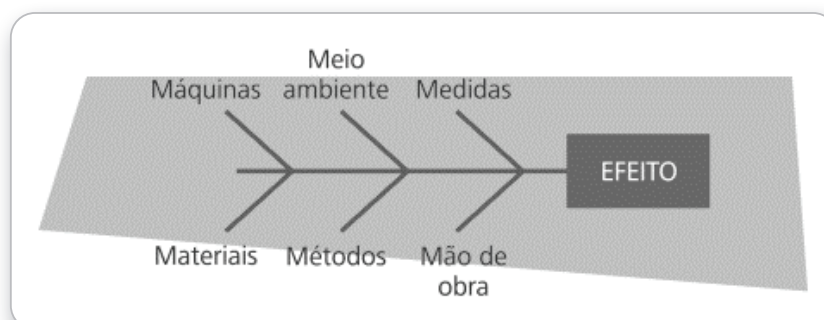 Meio
Máquinas ambiente Medidas
EFEITO
Materiais Métodos Mão de
obra